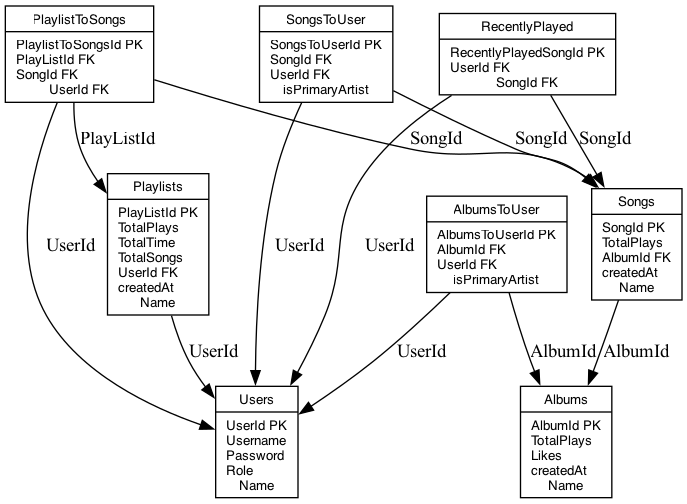 PlaylistToSongs
PlaylistToSongsId PK
PlayListId FK
SongId FK
UserId FK
SongsToUser
SongsToUserId PK
SongId FK
UserId FK
isPrimaryArtist
RecentlyPlayed
RecentlyPlayedSongId PK
UserId FK
SongId FK
PlayListId
SongId
SongId
SongId
Playlists
PlayListId PK
TotalPlays
TotalTime
TotalSongs
UserId FK
createdAt
Name
AlbumsToUser
AlbumsToUserId PK
AlbumId FK
UserId FK
isPrimaryArtist
Songs
SongId PK
TotalPlays
AlbumId FK
createdAt
Name
UserId
UserId
UserId
UserId
UserId
AlbumId
AlbumId
Users
UserId PK
Username
Password
Role
Name
Albums
AlbumId PK
TotalPlays
Likes
createdAt
Name